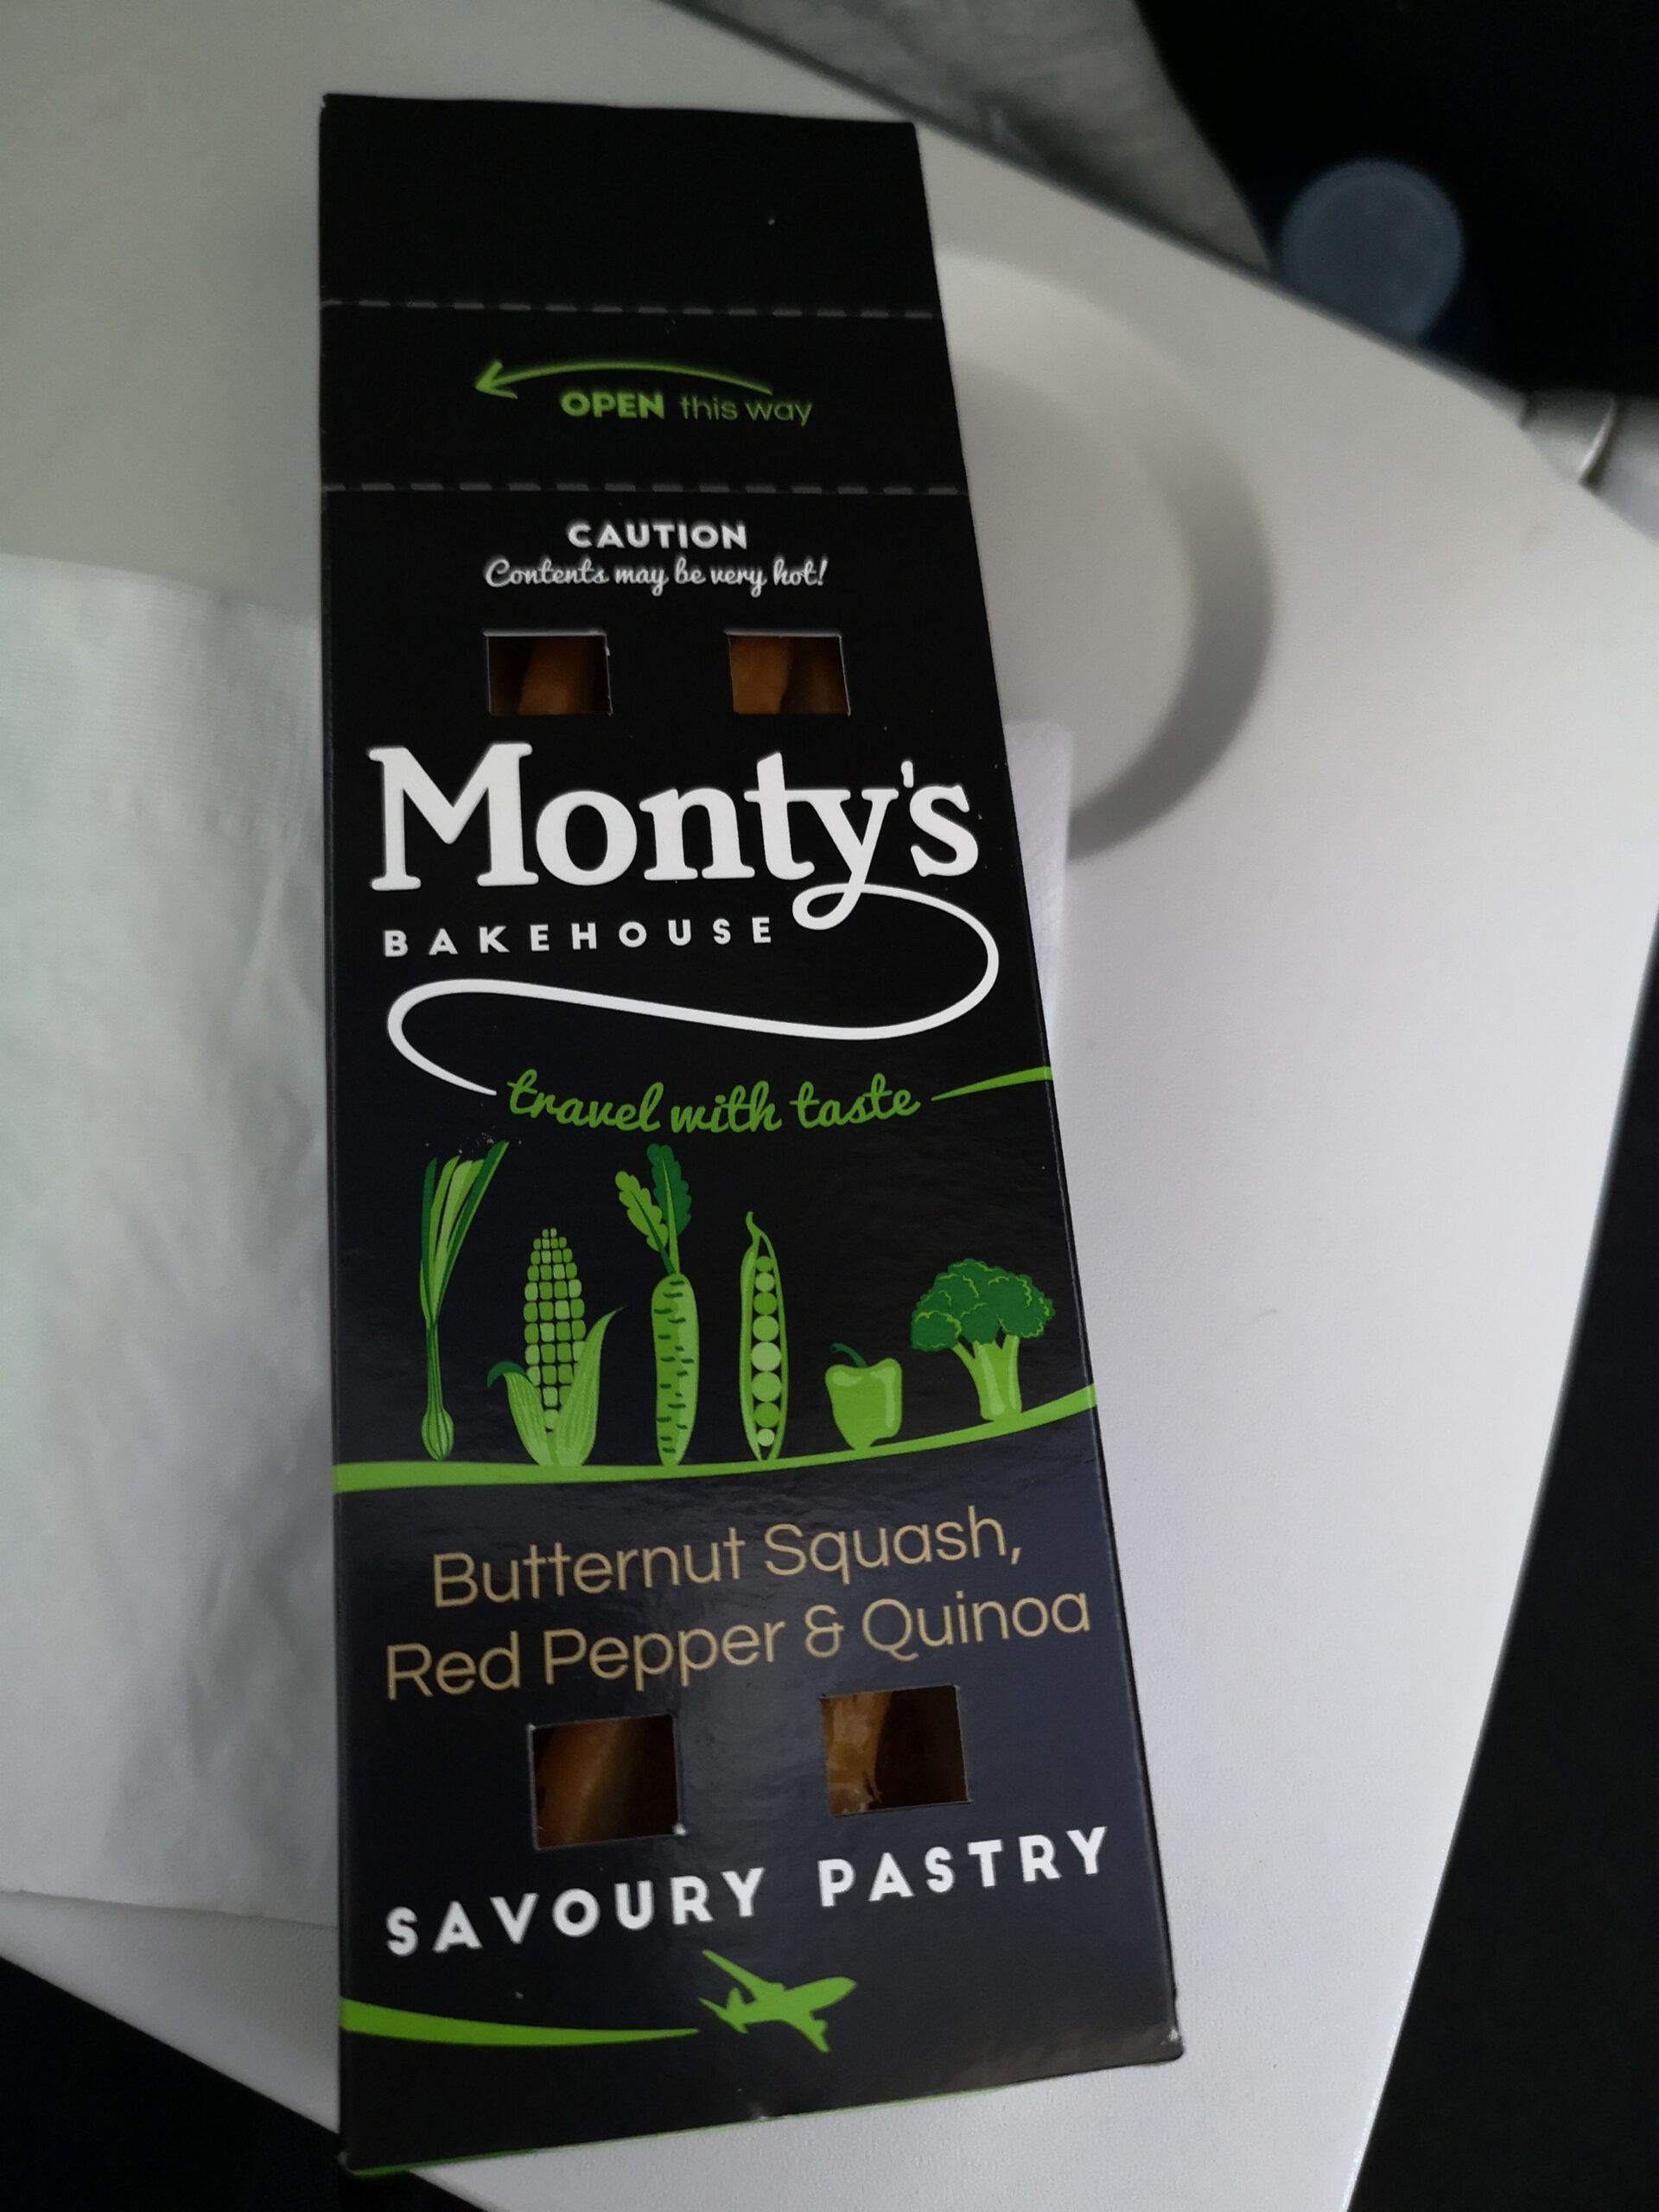 OPEN this way
CAUTION
Contents may be very hot!
Monty's
BAKEHOUSE
travel with taste
Butternut Squash,
Red Pepper & Quinoa
SAVOURY PASTRY